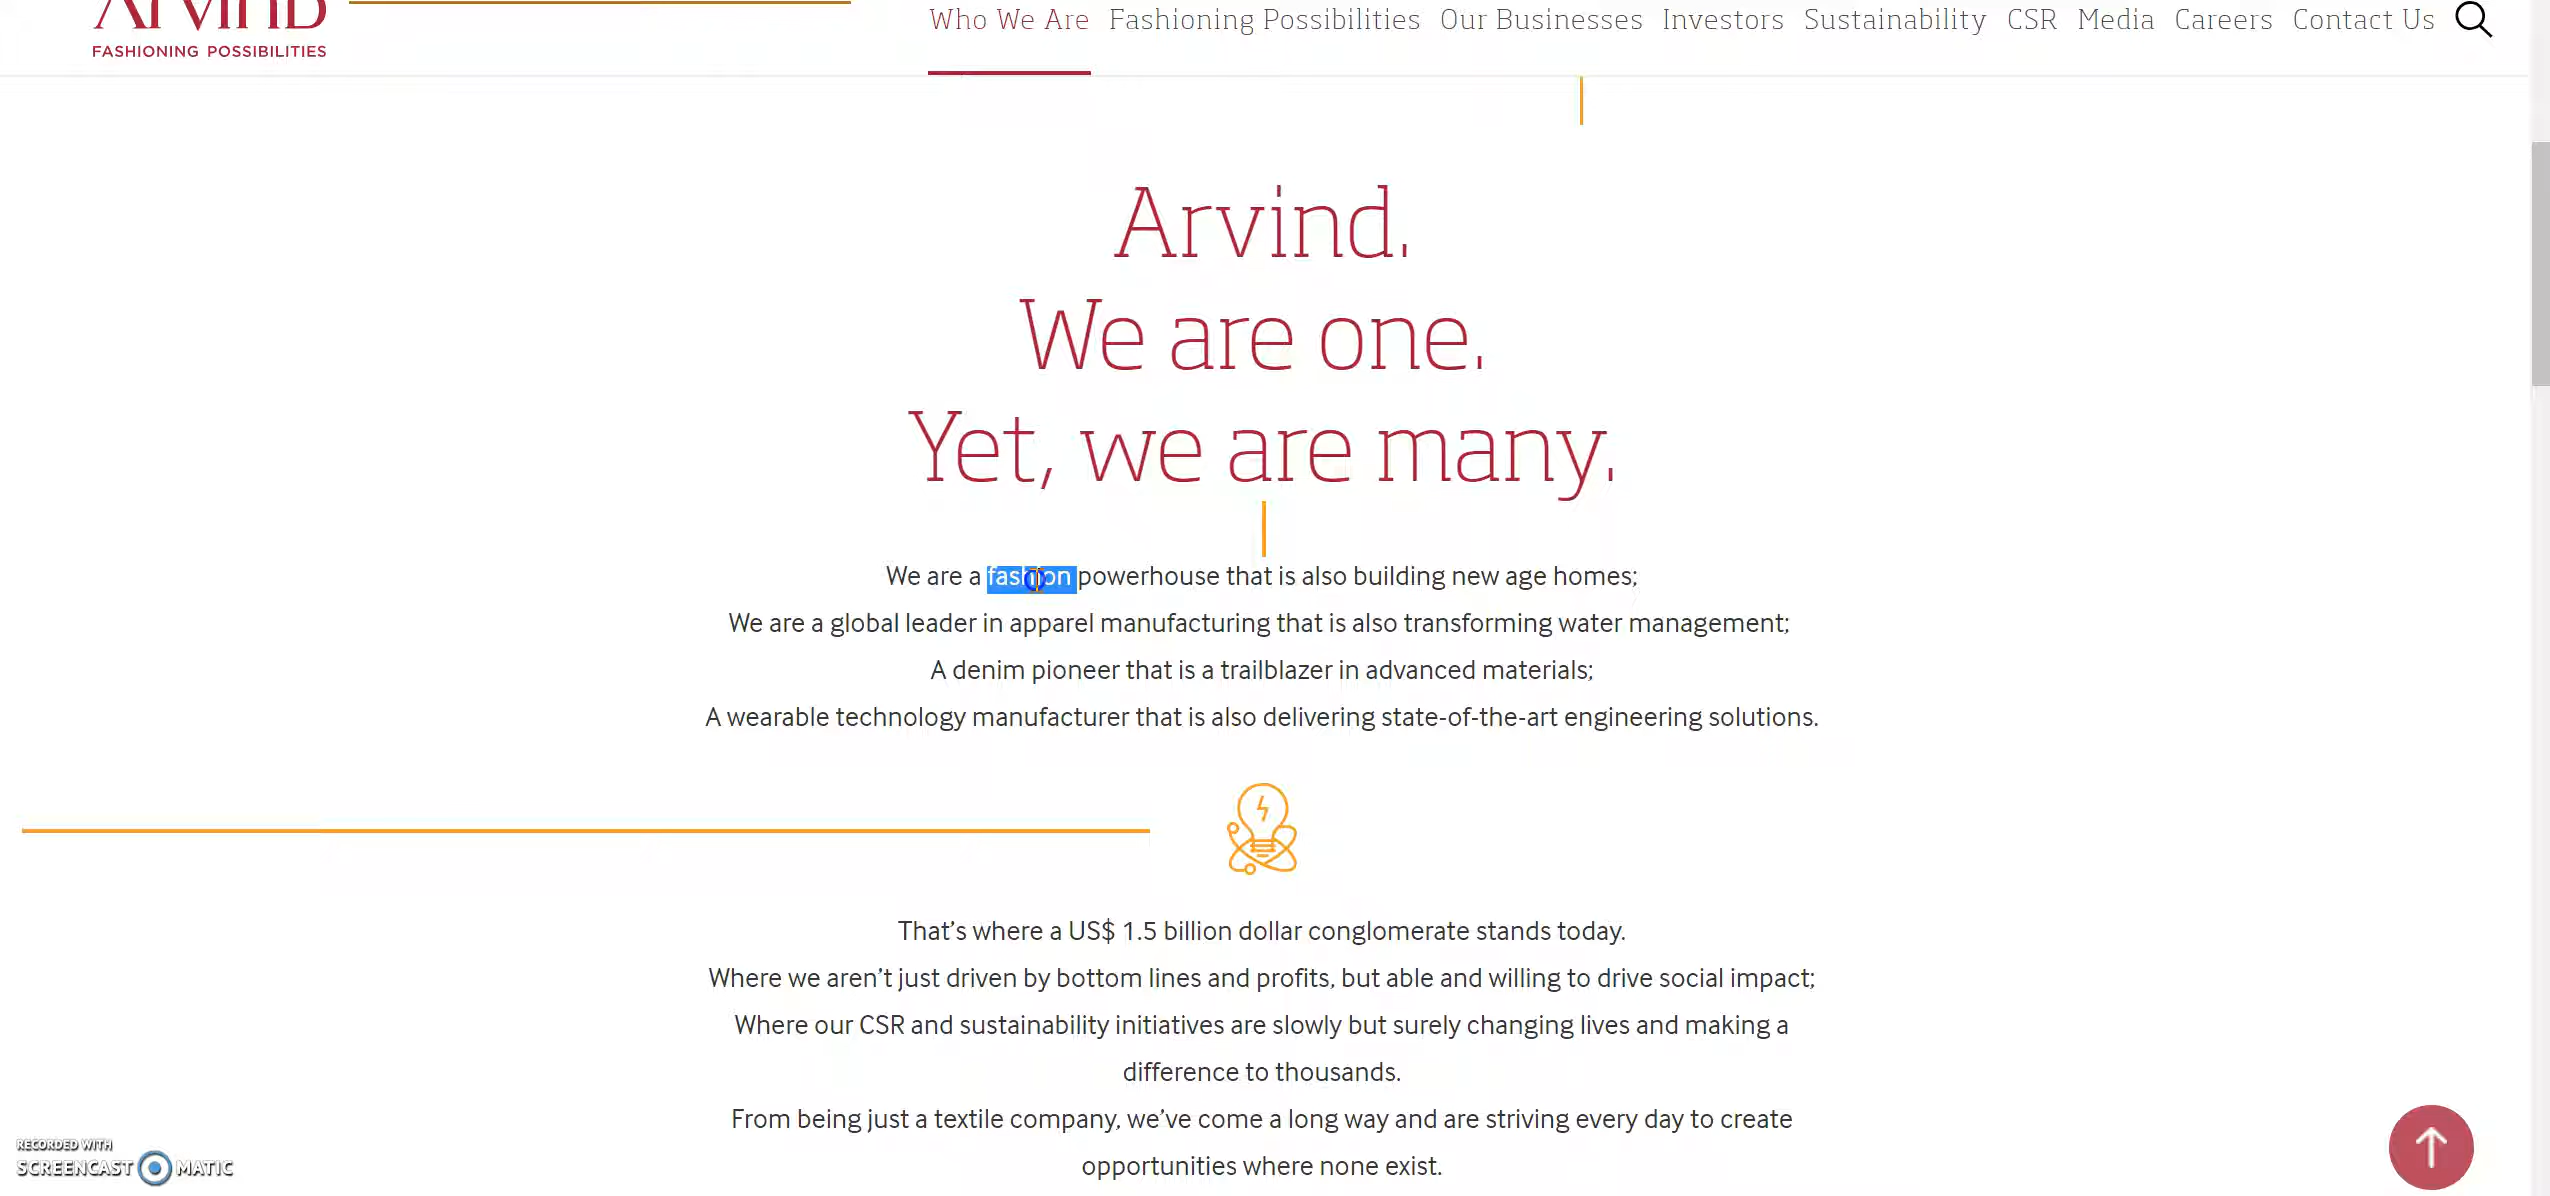 Arvind
FASHIONING POSSIBILITIES
Who We Are Fashioning Possibilities Our Businesses Investors Sustainability CSR Media Careers Contact Us
Arvind.
We are one.
Yet, we are many.
We are a fashion powerhouse that is also building new age homes;
We are a global leader in apparel manufacturing that is also transforming water management;
A denim pioneer that is a trailblazer in advanced materials;
A wearable technology manufacturer that is also delivering state-of-the-art engineering solutions.
That’s where a US$ 1.5 billion dollar conglomerate stands today.
Where we aren’t just driven by bottom lines and profits, but able and willing to drive social impact;
Where our CSR and sustainability initiatives are slowly but surely changing lives and making a
difference to thousands.
From being just a textile company, we’ve come a long way and are striving every day to create
opportunities where none exist.
RECORDED WITH
SCREENCAST MATIC